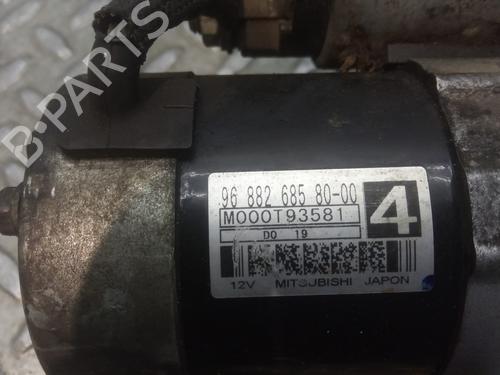 B-PARTS
96 882 685 80-00
M000T93581
4
D0 19
12V MITSUBISHI JAPON